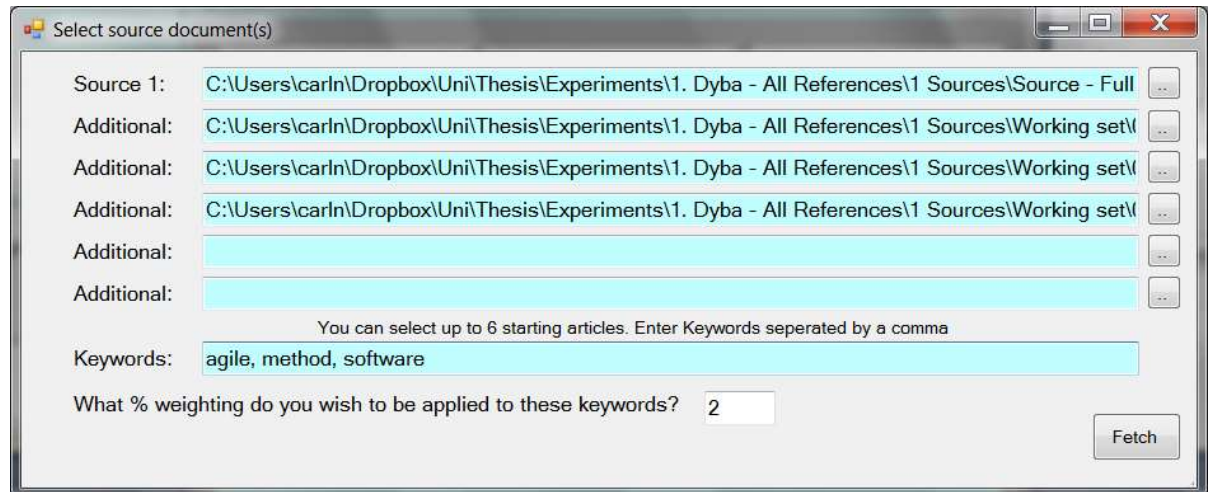 Select source document(s)
Source 1: C:\Users\carln\Dropbox\Uni\Thesis\Experiments\1. Dyba - All References\1 Sources\Source - Full ..
Additional: C:\Users\carln\Dropbox\Uni\Thesis\Experiments\1. Dyba - All References\1 Sources\Working set\( ..
Additional: C:\Users\carln\Dropbox\Uni\Thesis\Experiments\1. Dyba - All References\1 Sources\Working set\( ..
Additional: C:\Users\carln\Dropbox\Uni\Thesis\Experiments\1. Dyba - All References\1 Sources\Working set\( ..
Additional: ..
Additional: ..
You can select up to 6 starting articles. Enter Keywords seperated by a comma
Keywords: agile, method, software
What % weighting do you wish to be applied to these keywords? 2
Fetch